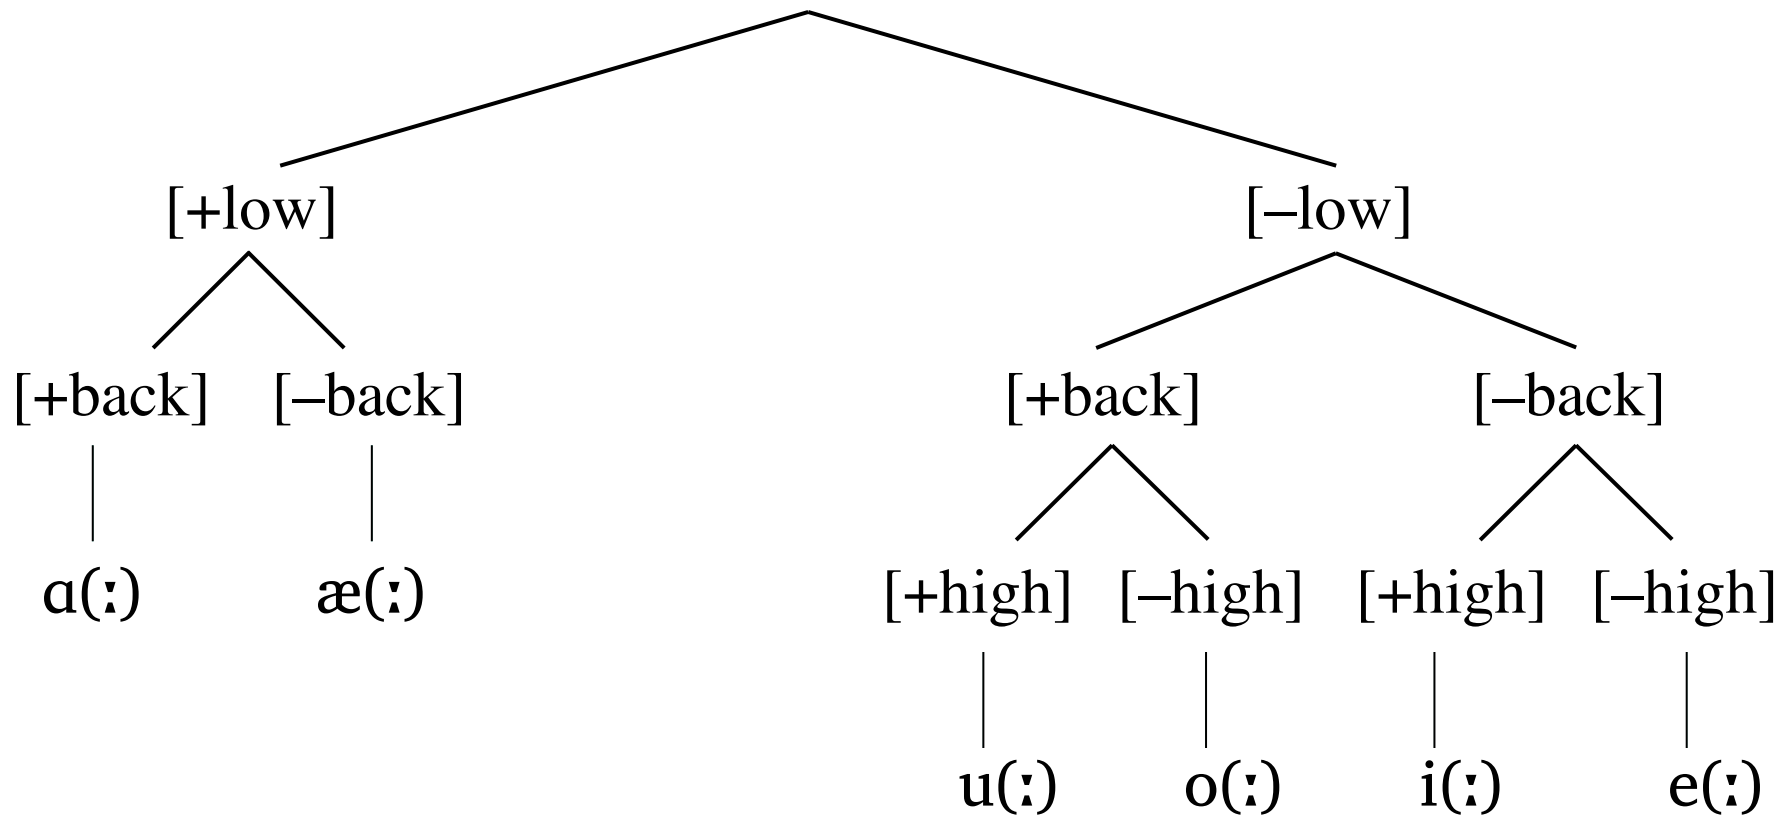 [+low] [–low]
[+back] [–back] [+back] [–back]
ɑ(ː) æ(ː) [+high] [–high] [+high] [–high]
u(ː) o(ː) i(ː) e(ː)